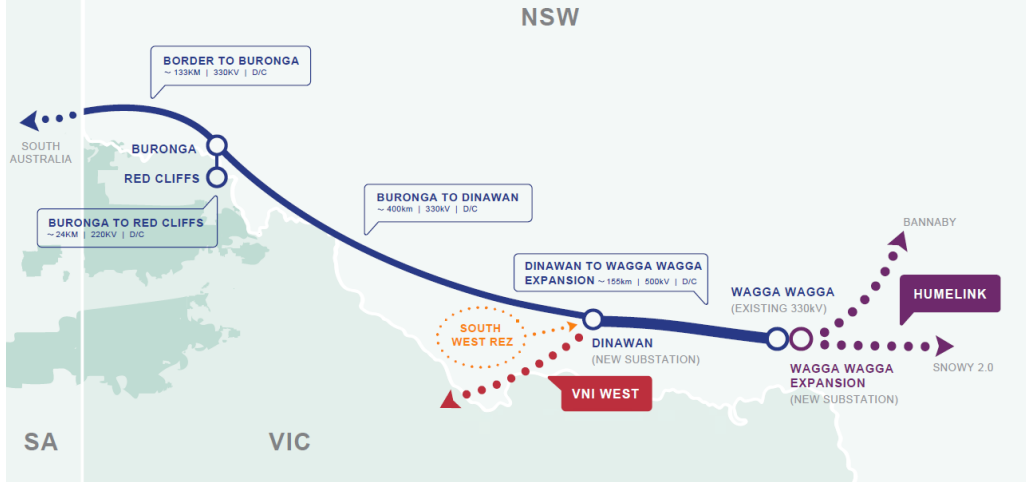 NSW
BORDER TO BURONGA
~ 133KM | 330KV | D/C
SOUTH
AUSTRALIA
BURONGA
RED CLIFFS
BURONGA TO RED CLIFFS
~ 24KM | 220KV | D/C
BURONGA TO DINAWAN
~ 400km | 330kV | D/C
DINAWAN TO WAGGA WAGGA
EXPANSION ~ 155km | 500kV | D/C
BANNABY
HUMELINK
WAGGA WAGGA
(EXISTING 330kV)
SOUTH
WEST REZ
DINAWAN
(NEW SUBSTATION)
SNOWY 2.0
WAGGA WAGGA
EXPANSION
(NEW SUBSTATION)
VNI WEST
SA
VIC